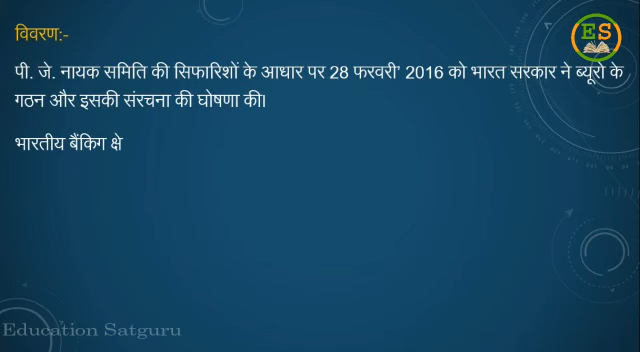 ES
विवरण:-
पी. जे. नायक समिति की सिफारिशों के आधार पर 28 फरवरी' 2016 को भारत सरकार ने ब्यूरो के
गठन और इसकी संरचना की घोषणा की।
भारतीय बैंकिग क्षे
Education Satguru